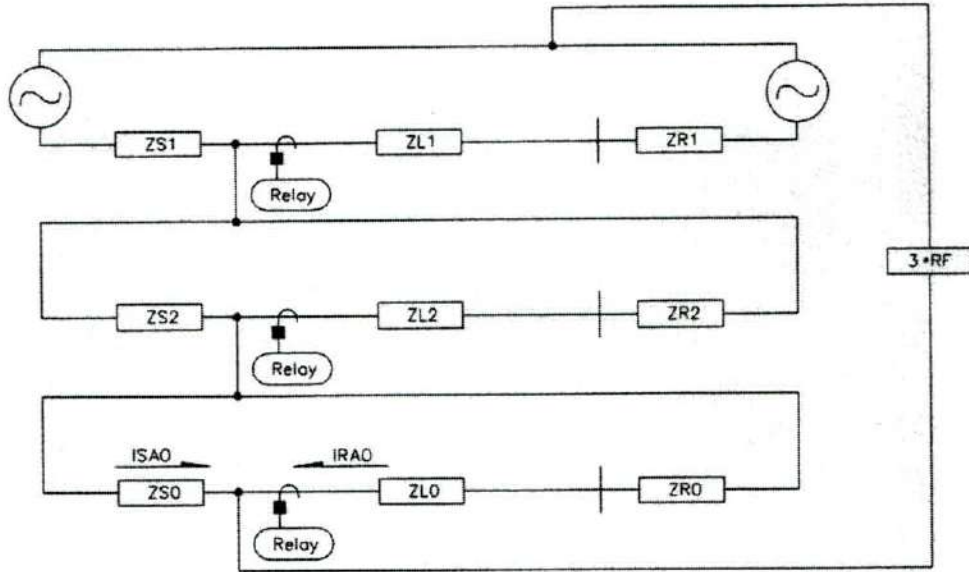 ZS1
ZL1
ZR1
Relay
3*RF
ZS2
ZL2
ZR2
Relay
ISA0
IRA0
ZS0
ZL0
ZR0
Relay